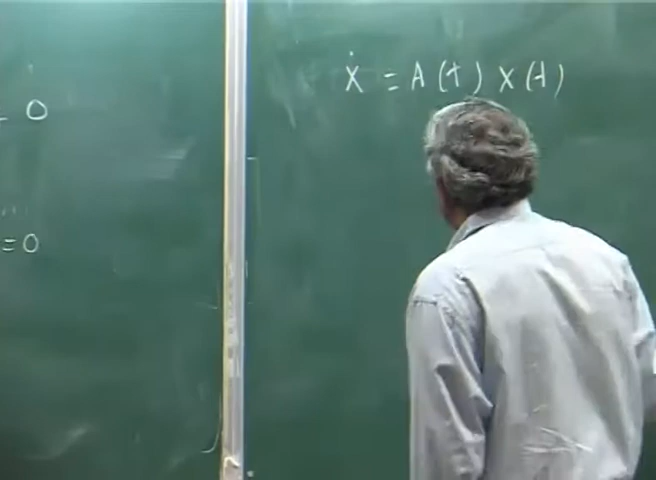 = 0
= 0
Ẋ = A(t) X(t)